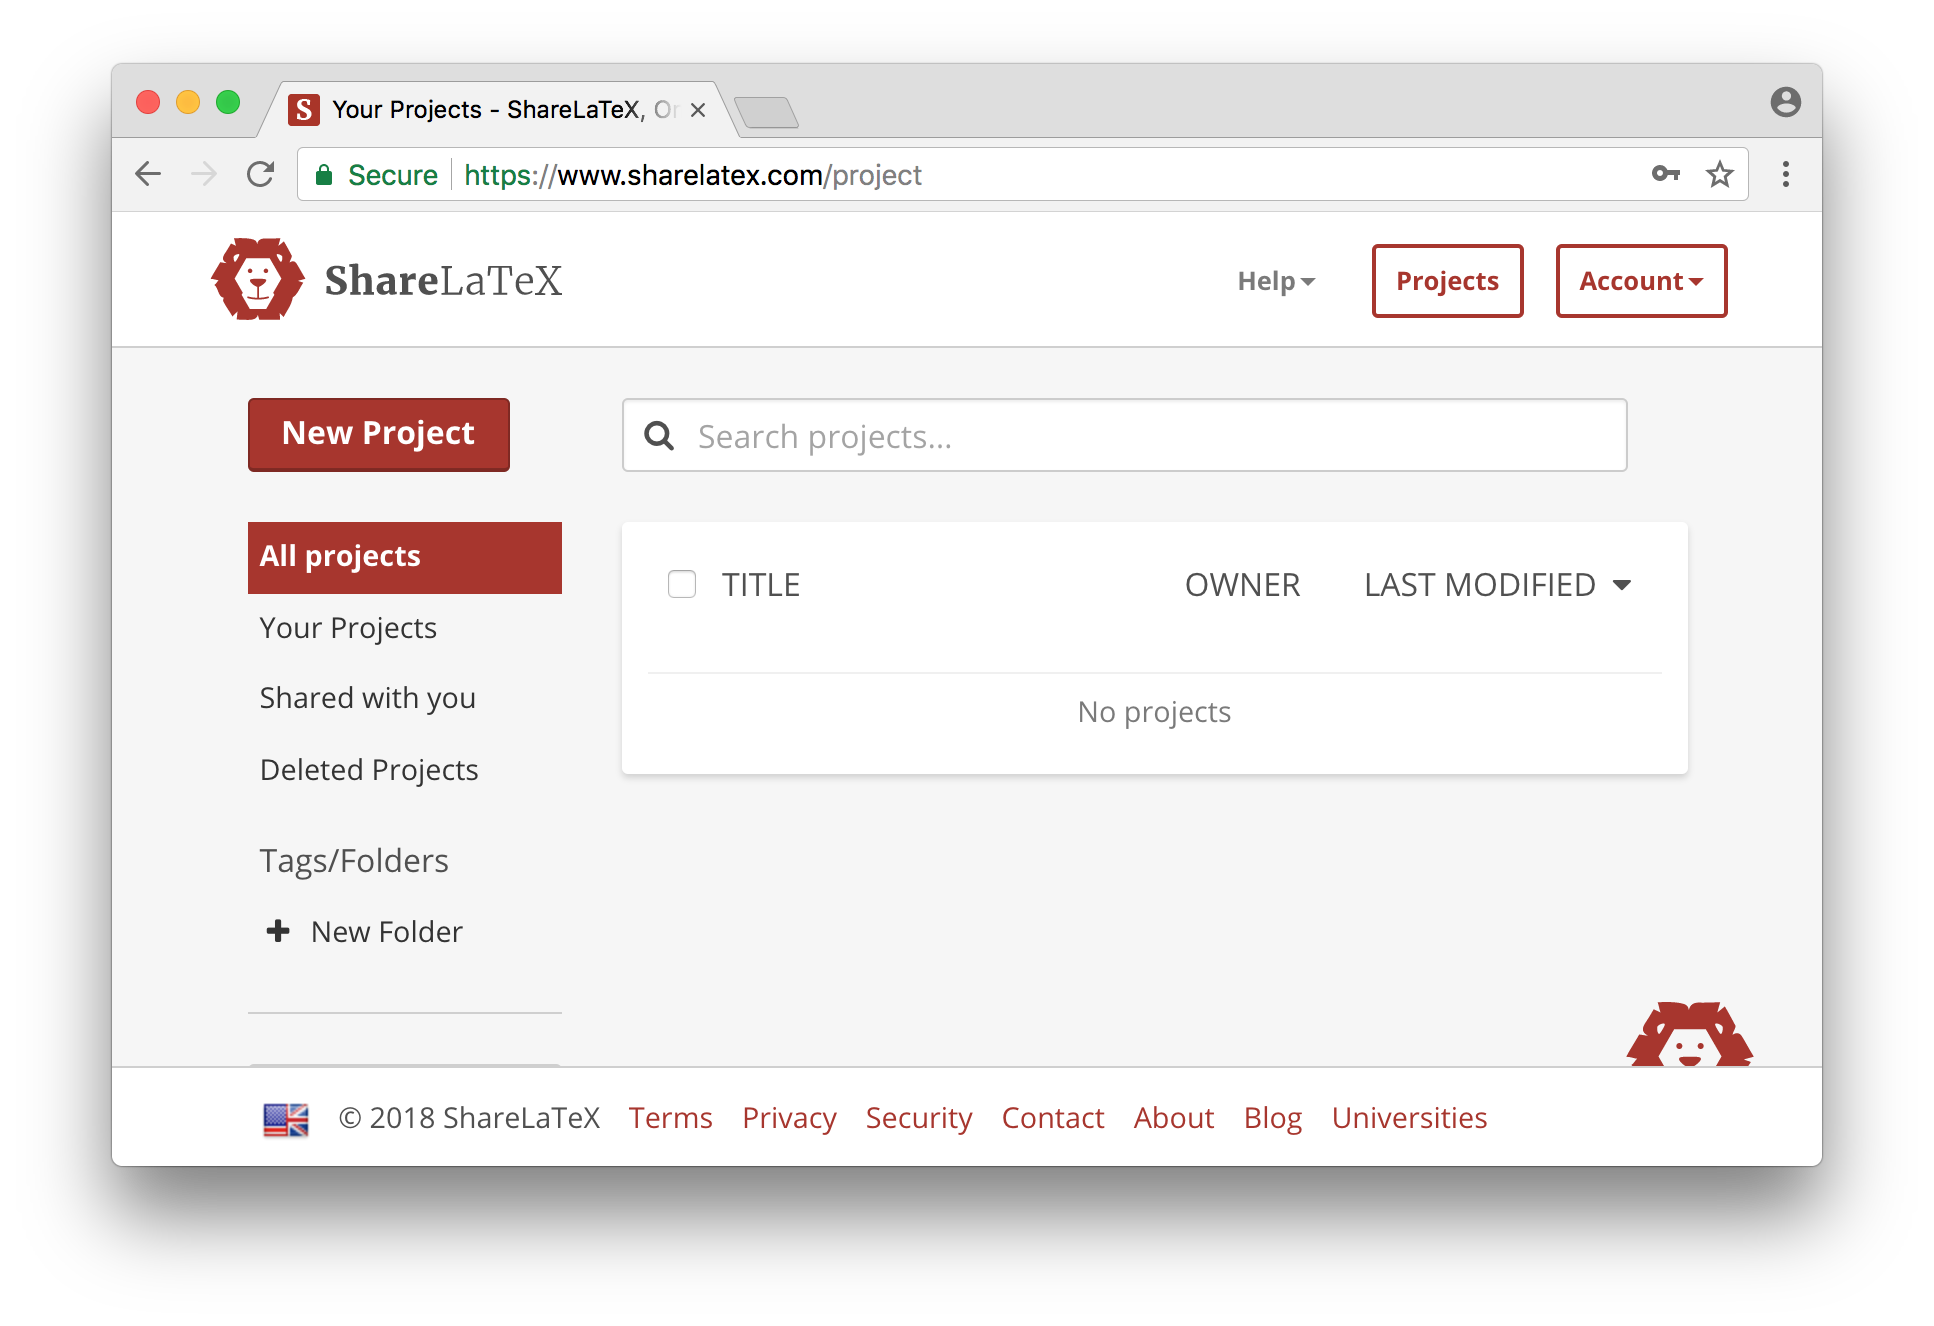 S Your Projects - ShareLaTeX, Or
Secure https://www.sharelatex.com/project
ShareLaTeX
Help
Projects
Account
New Project
Search projects...
All projects
TITLE OWNER LAST MODIFIED
Your Projects
Shared with you
No projects
Deleted Projects
Tags/Folders
New Folder
© 2018 ShareLaTeX Terms Privacy Security Contact About Blog Universities